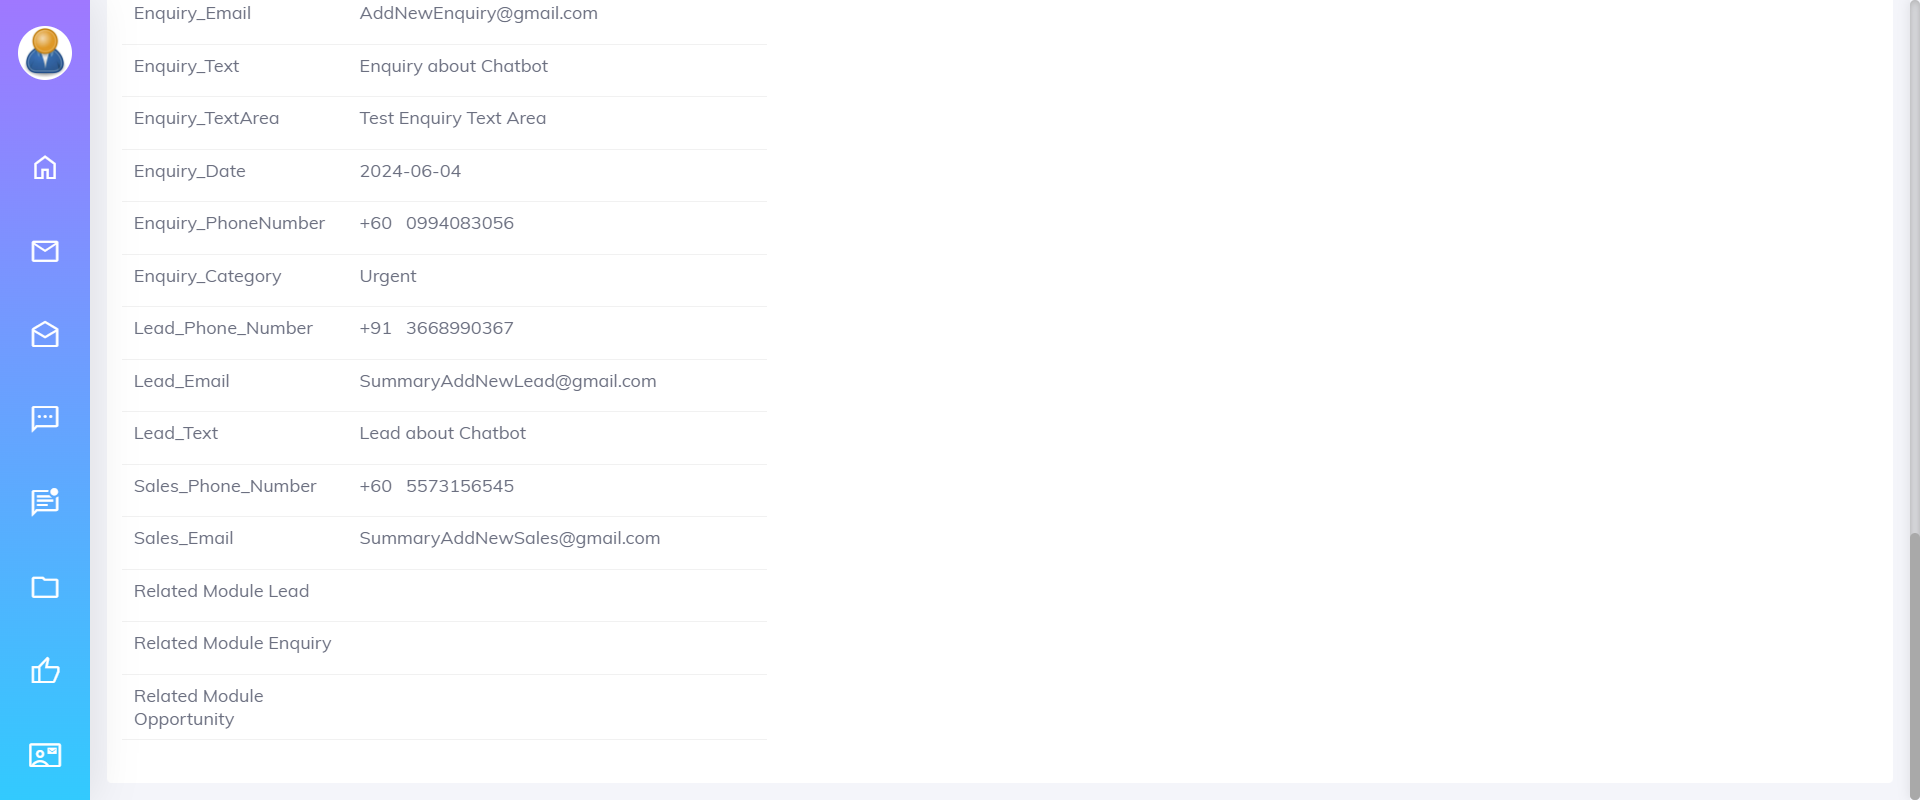 Enquiry_Email AddNewEnquiry@gmail.com
Enquiry_Text Enquiry about Chatbot
Enquiry_TextArea Test Enquiry Text Area
Enquiry_Date 2024-06-04
Enquiry_PhoneNumber +60 0994083056
Enquiry_Category Urgent
Lead_Phone_Number +91 3668990367
Lead_Email SummaryAddNewLead@gmail.com
Lead_Text Lead about Chatbot
Sales_Phone_Number +60 5573156545
Sales_Email SummaryAddNewSales@gmail.com
Related Module Lead
Related Module Enquiry
Related Module
Opportunity